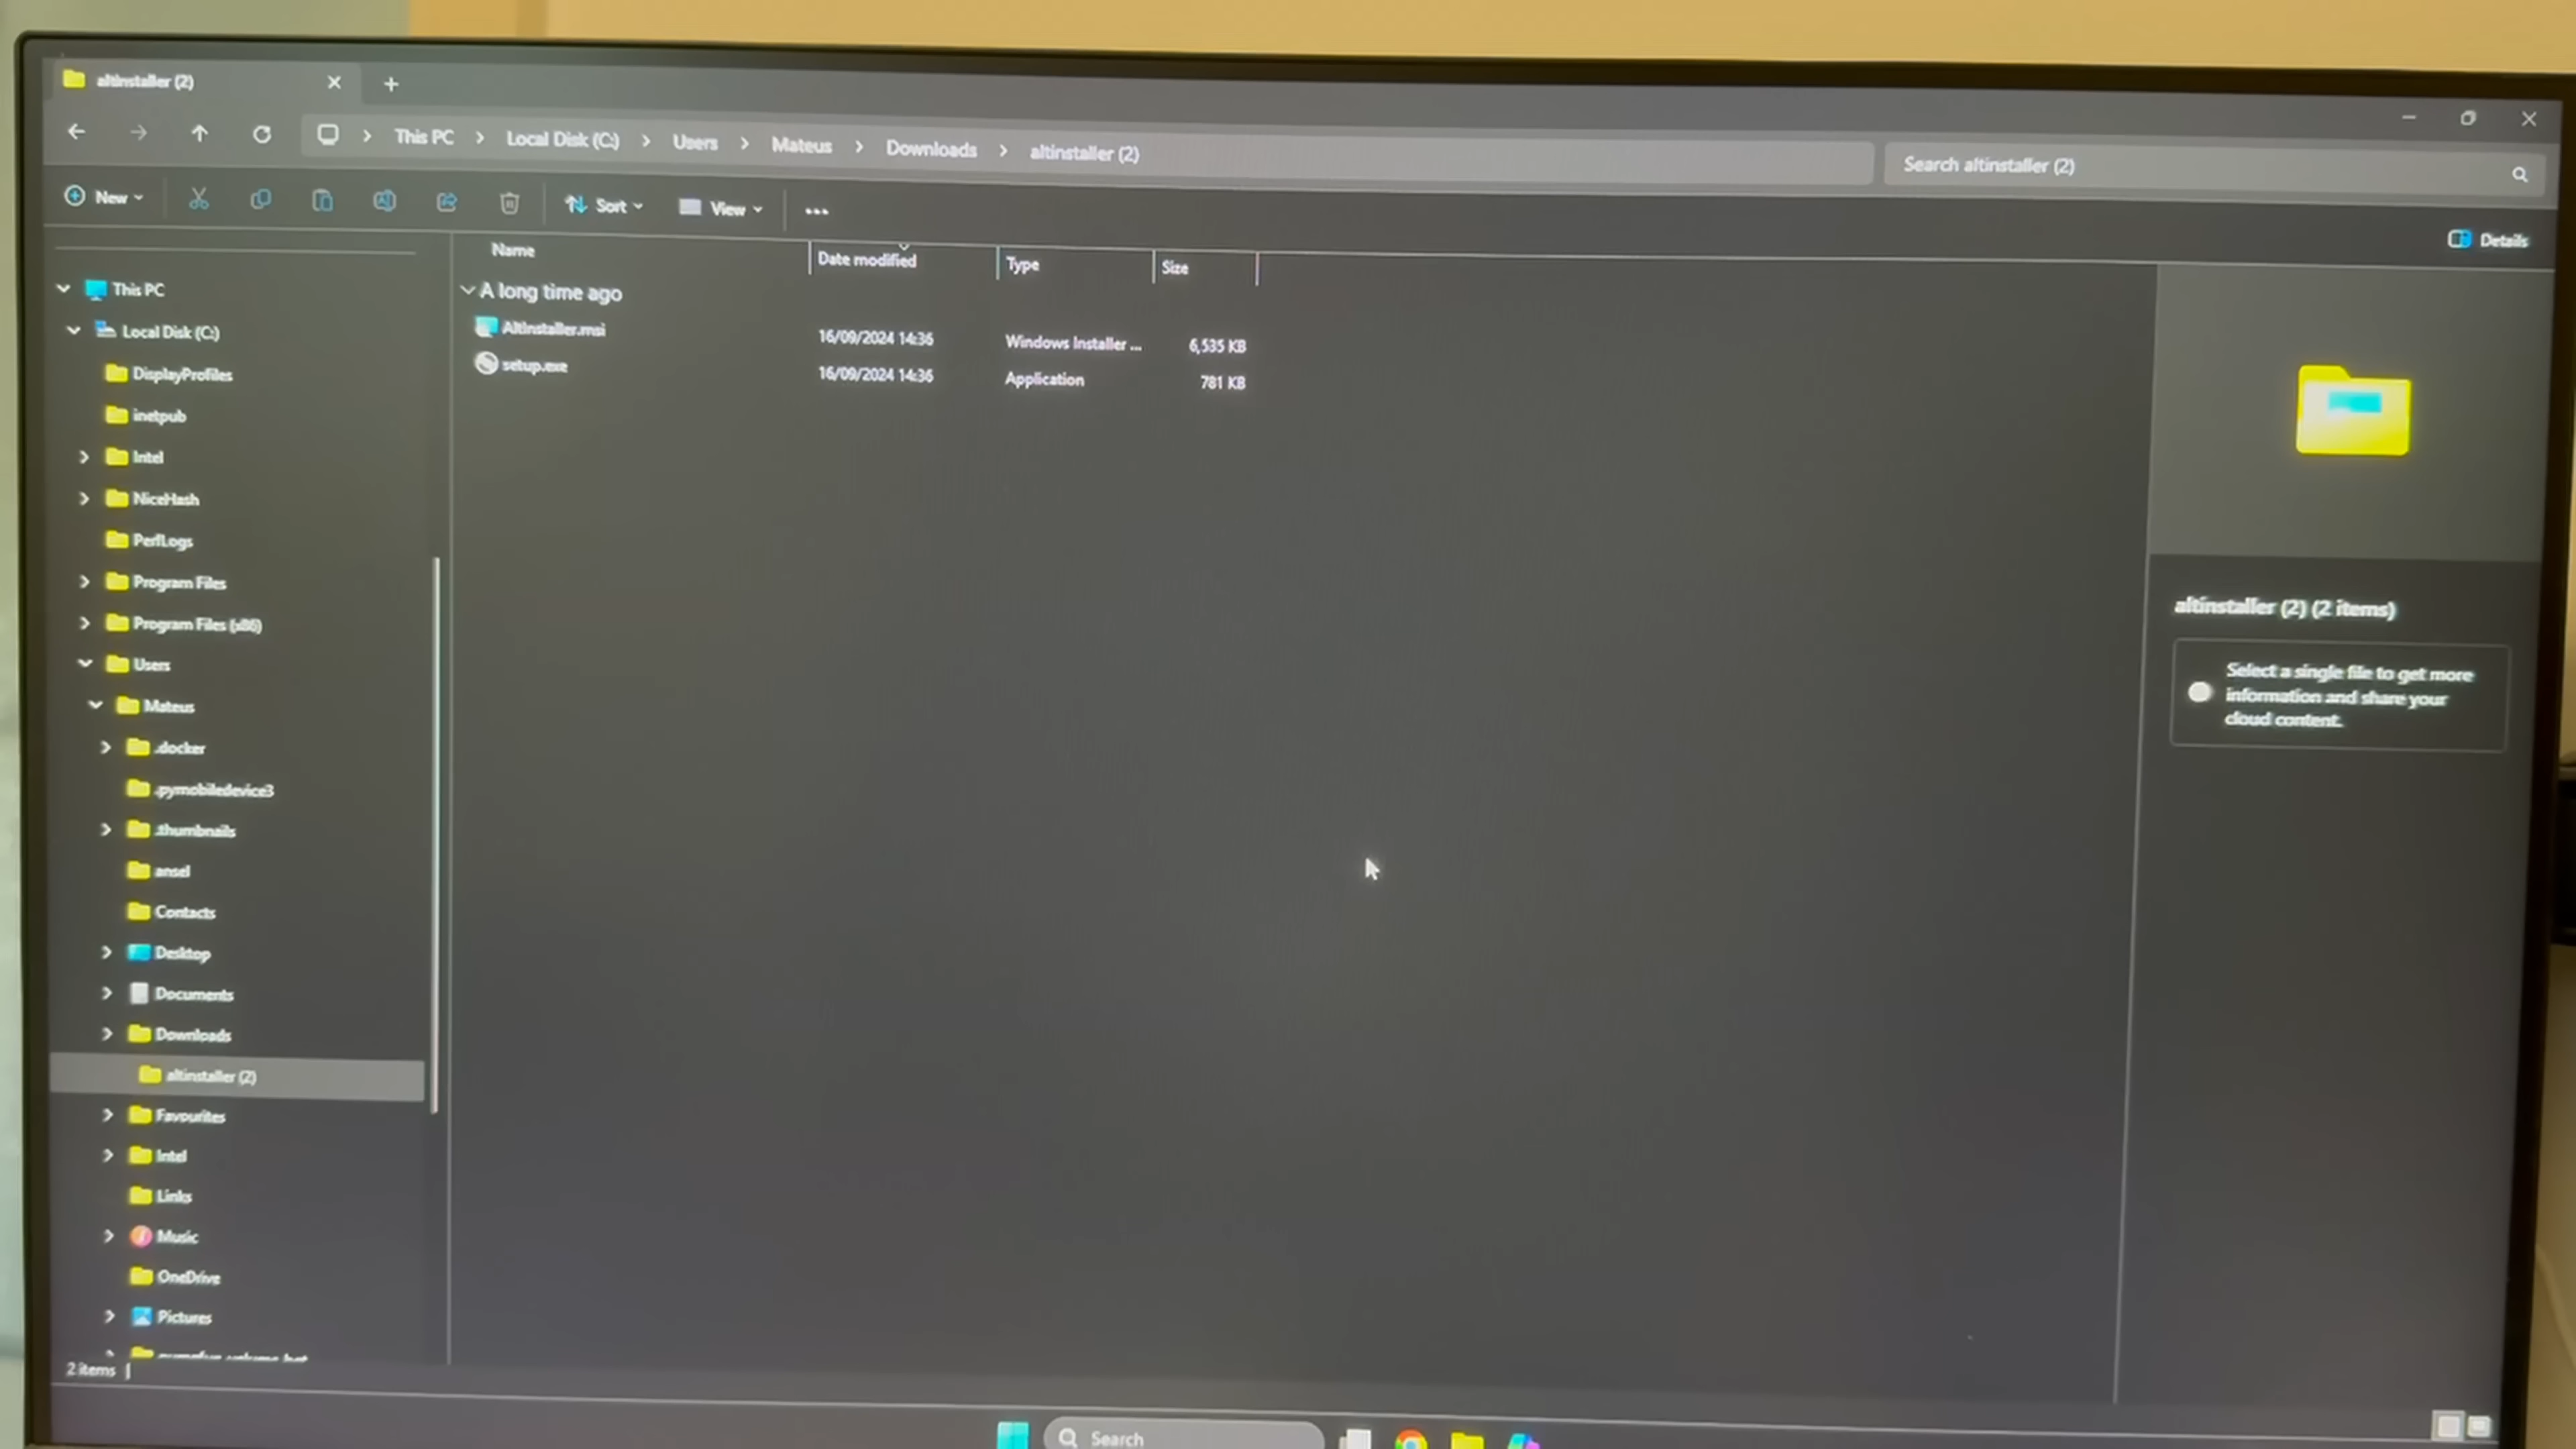 altinstaller (2)
This PC > Local Disk (C:) > Users > Mateus > Downloads > altinstaller (2)
Search altinstaller (2)
New
Sort
View
Details
Name
Date modified
Type
Size
A long time ago
AltInstaller.msi 16/09/2024 14:36 Windows Installer ... 6,535 KB
setup.exe 16/09/2024 14:36 Application 781 KB
This PC
Local Disk (C:)
DisplayProfiles
inetpub
Intel
NiceHash
PerfLogs
Program Files
Program Files (x86)
Users
Mateus
.docker
.pymobiledevice3
.thumbnails
ansel
Contacts
Desktop
Documents
Downloads
altinstaller (2)
Favourites
Intel
Links
Music
OneDrive
Pictures
2 items
altinstaller (2) (2 items)
Select a single file to get more
information and share your
cloud content.
Search